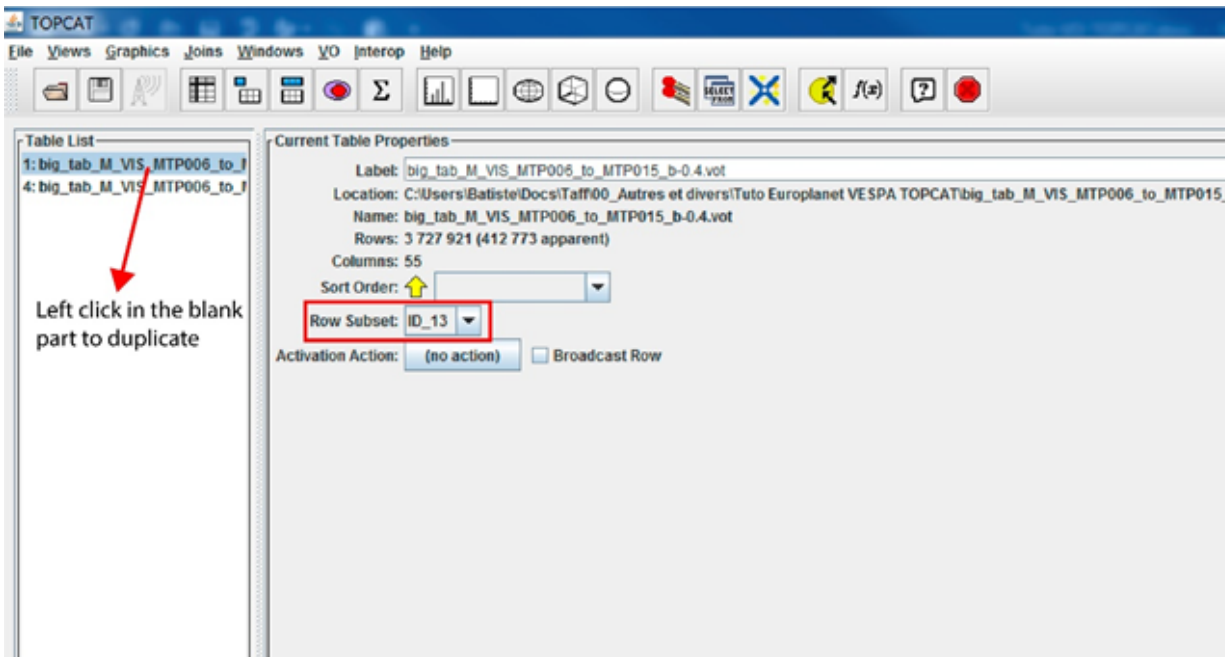 TOPCAT
File Views Graphics Joins Windows VO Interop Help
Σ SELECT FROM f(x) ?
Table List
1: big_tab_M_VIS_MTP006_to_M
4: big_tab_M_VIS_MTP006_to_M
Left click in the blank
part to duplicate
Current Table Properties
Label: big_tab_M_VIS_MTP006_to_MTP015_b-0.4.vot
Location: C:\Users\Batiste\Docs\Taff\00_Autres et divers\Tuto Europlanet VESPA TOPCAT\big_tab_M_VIS_MTP006_to_MTP015_
Name: big_tab_M_VIS_MTP006_to_MTP015_b-0.4.vot
Rows: 3 727 921 (412 773 apparent)
Columns: 55
Sort Order:
Row Subset: ID_13
Activation Action: (no action) Broadcast Row